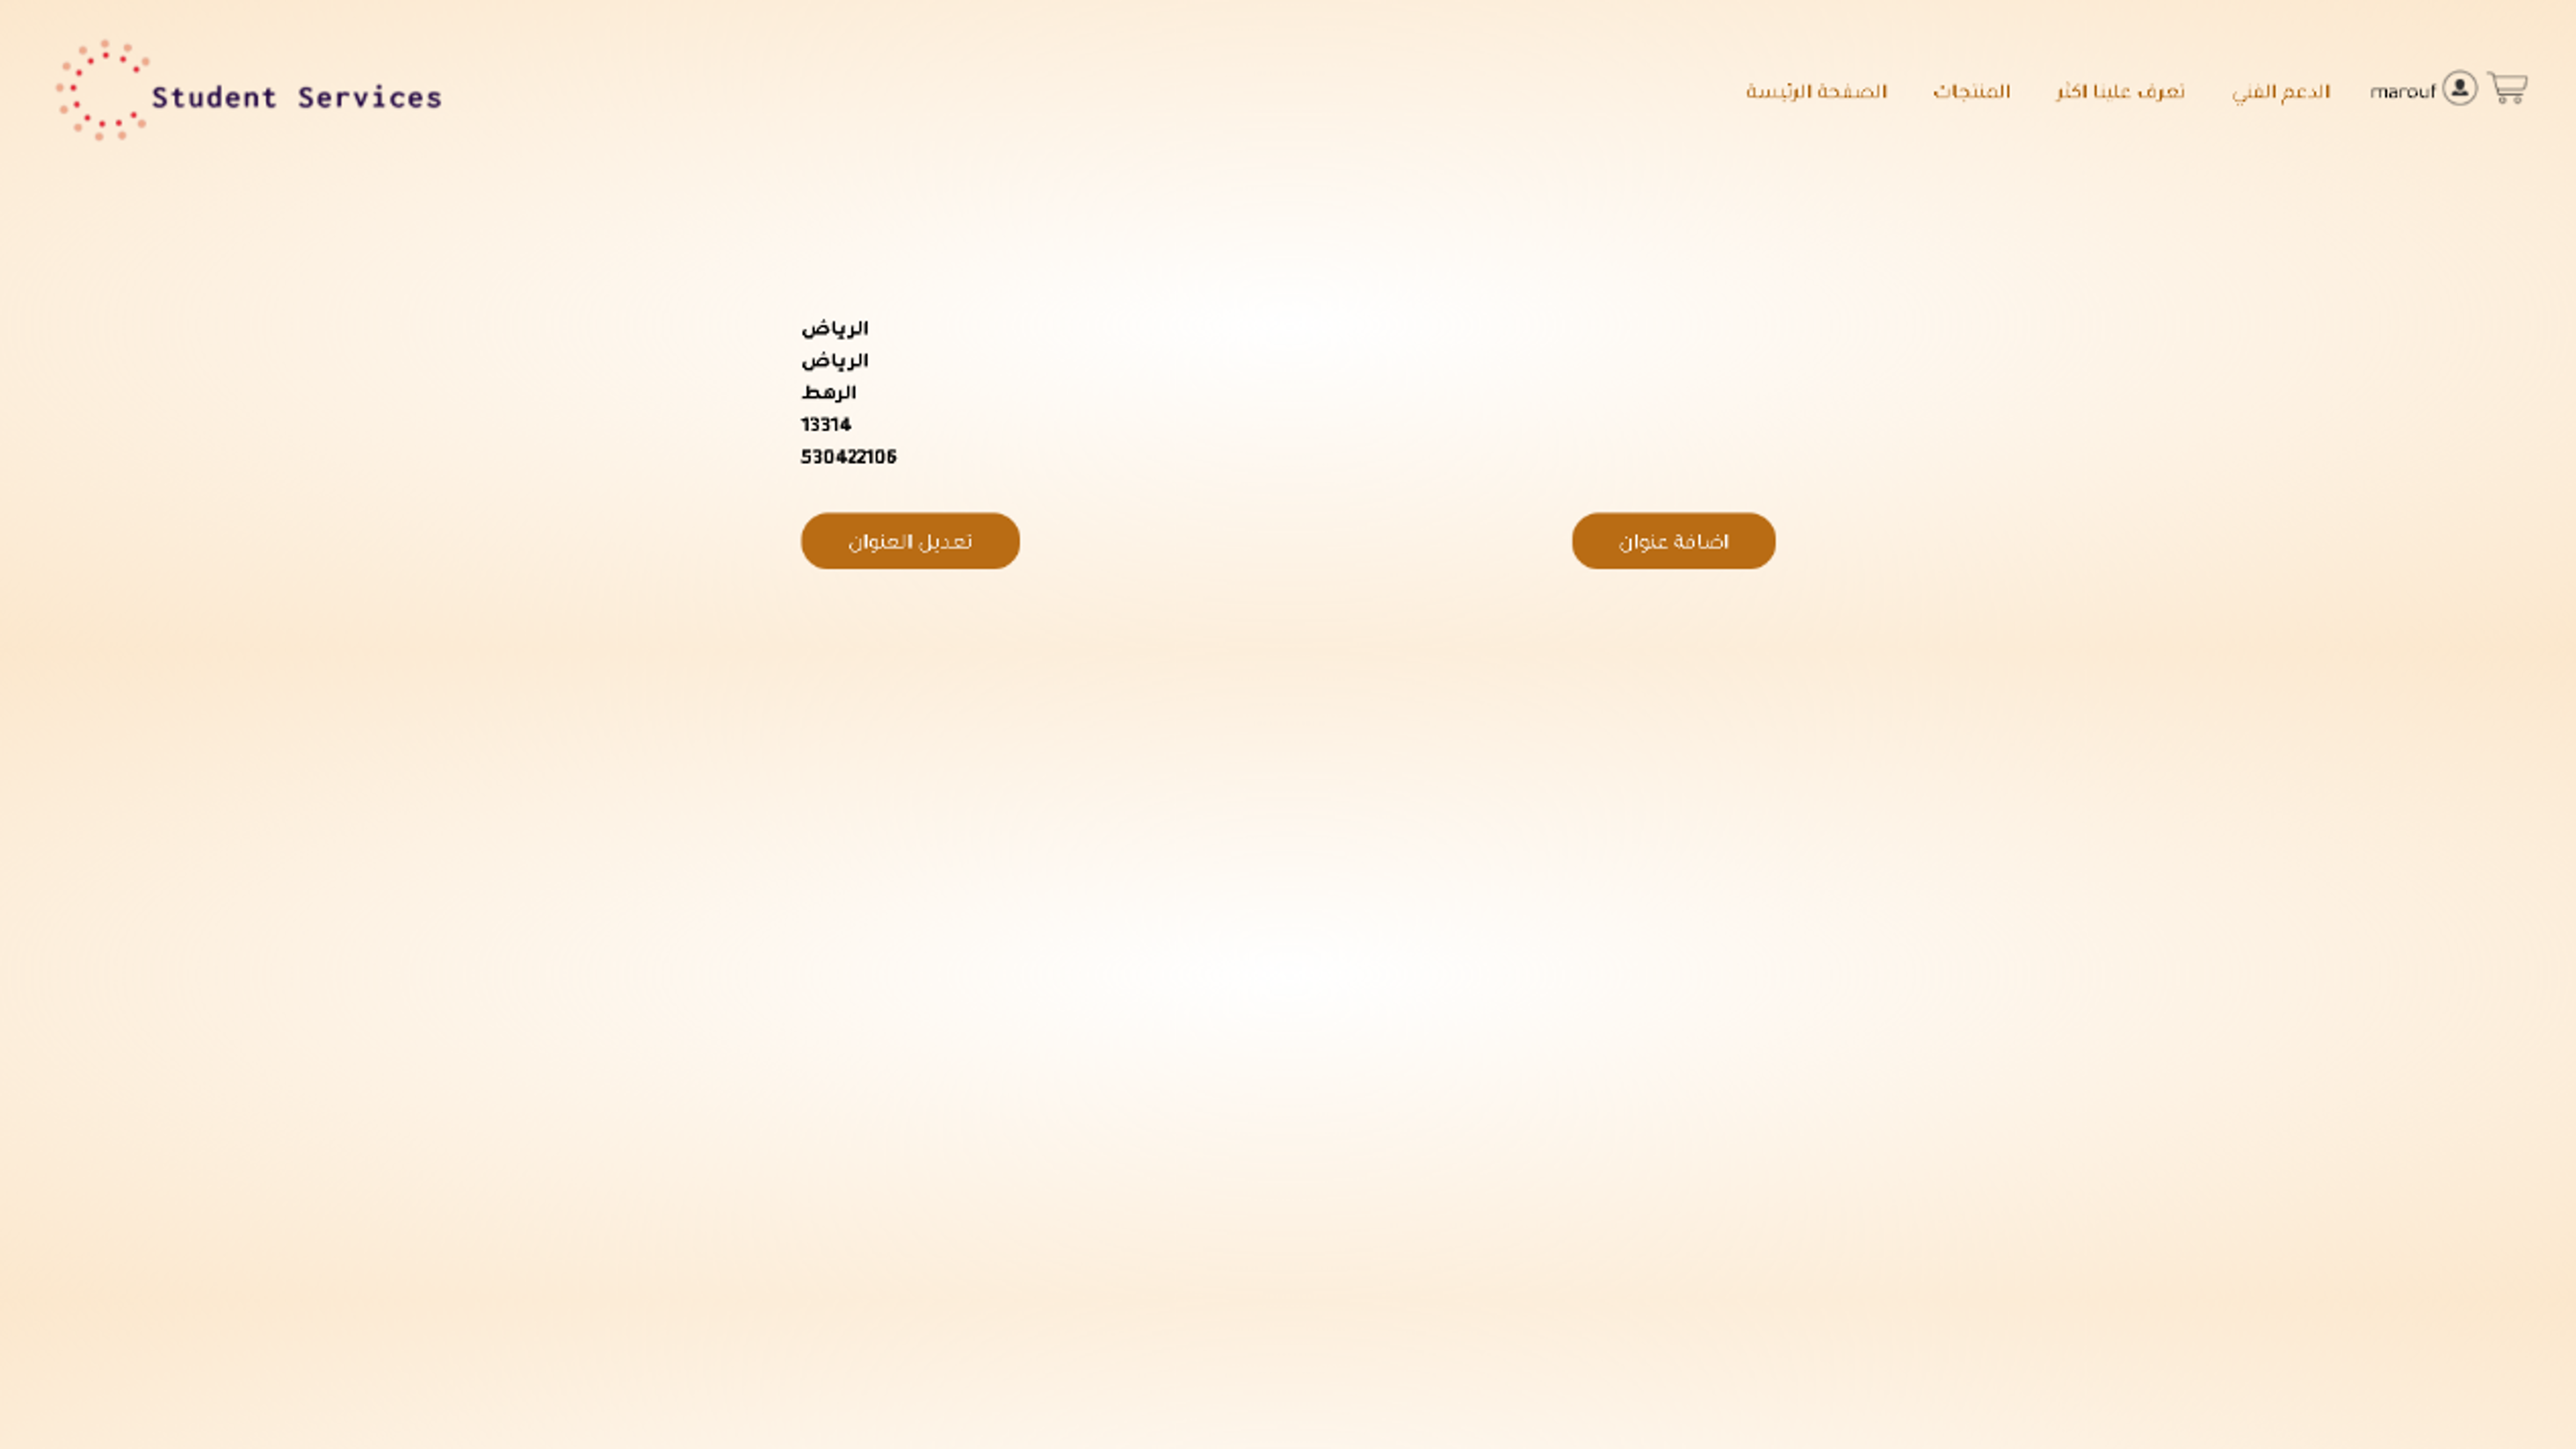 Student Services
الصفحة الرئيسة
المنتجات
تعرف علينا اكثر
الدعم الفني
marouf
الرياض
الرياض
الرهط
13314
530422106
تعديل العنوان
اضافة عنوان